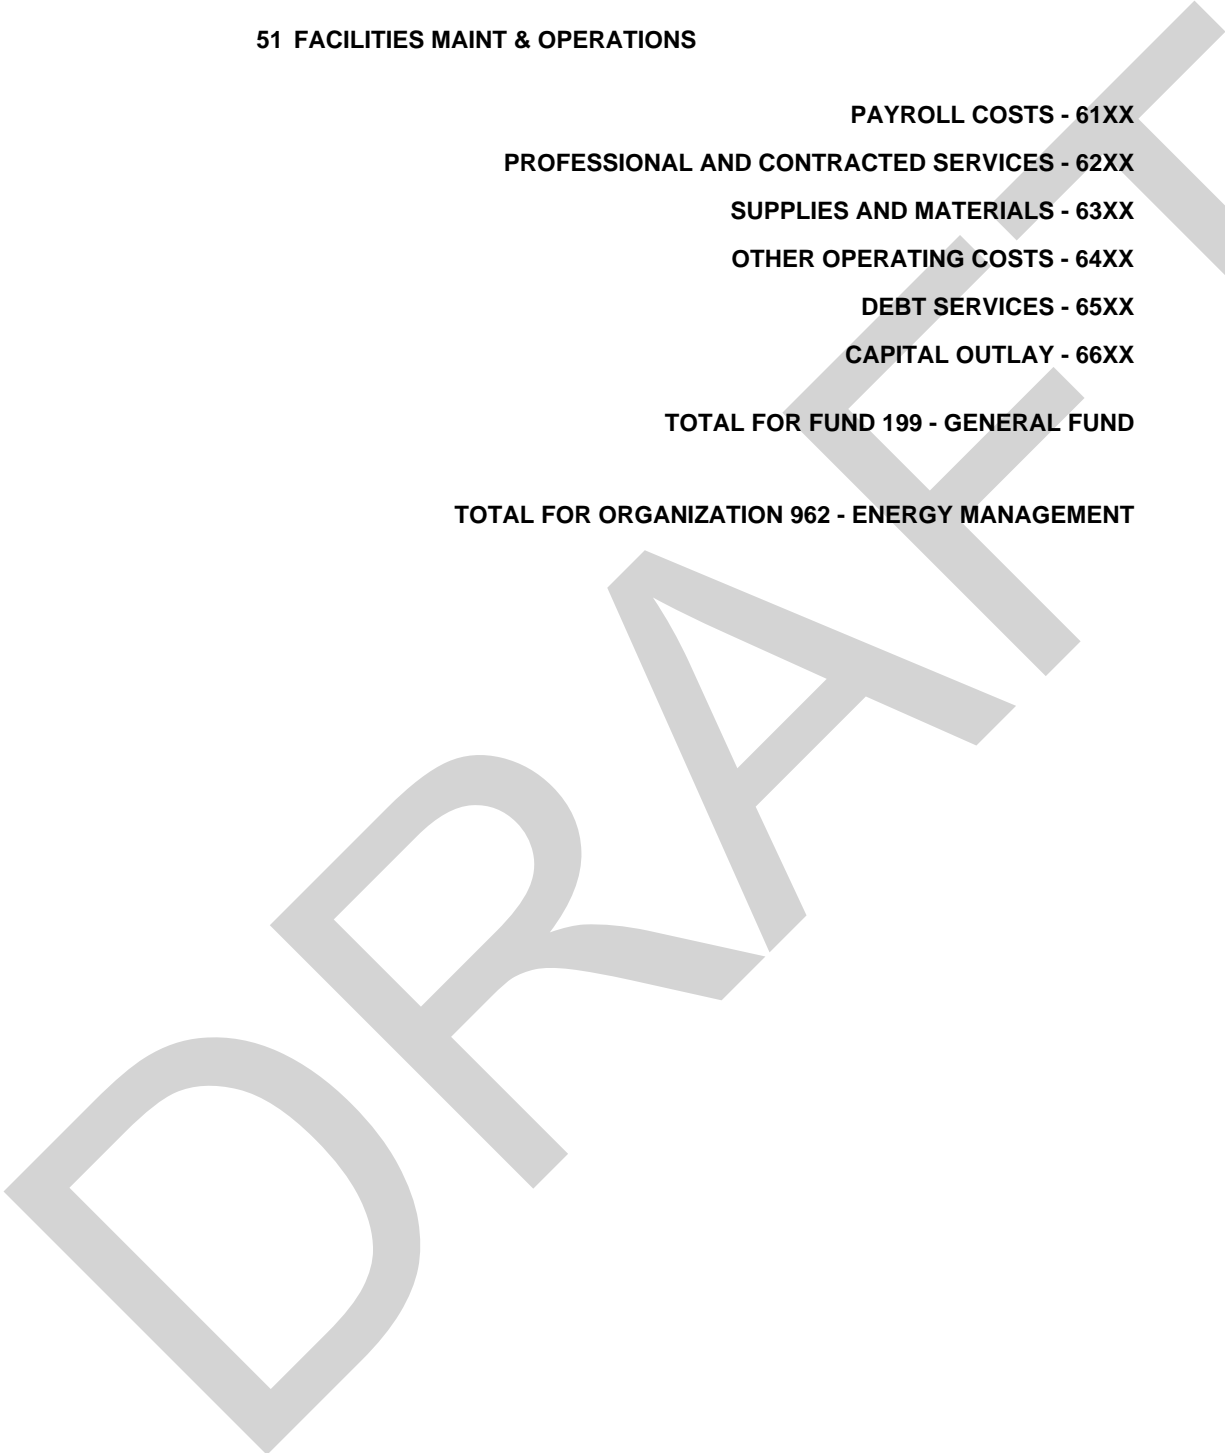 51 FACILITIES MAINT & OPERATIONS
PAYROLL COSTS - 61XX
PROFESSIONAL AND CONTRACTED SERVICES - 62XX
SUPPLIES AND MATERIALS - 63XX
OTHER OPERATING COSTS - 64XX
DEBT SERVICES - 65XX
CAPITAL OUTLAY - 66XX
TOTAL FOR FUND 199 - GENERAL FUND
TOTAL FOR ORGANIZATION 962 - ENERGY MANAGEMENT
DRAFT